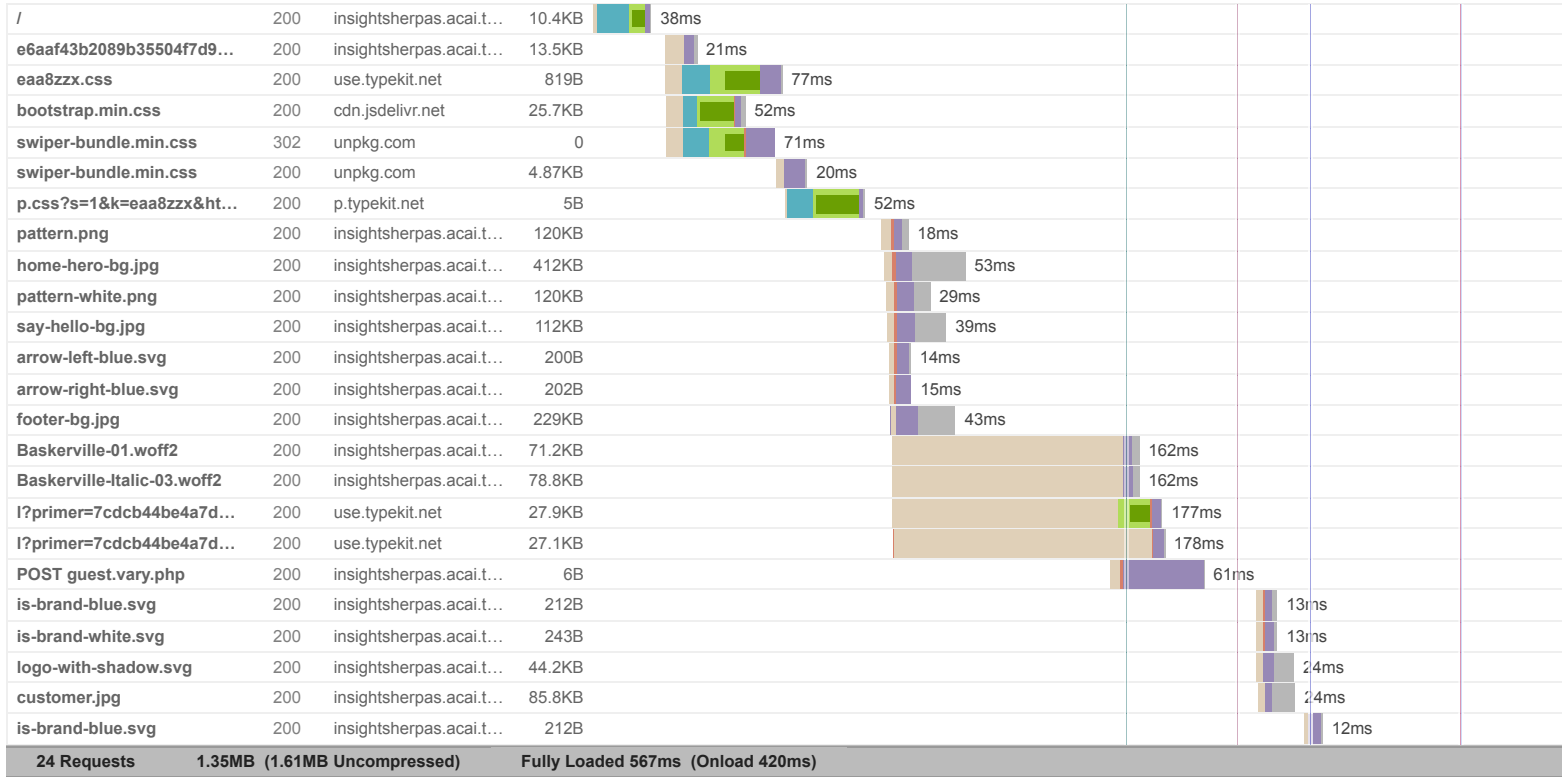 / 200 insightsherpas.acai.t… 10.4KB 38ms
e6aaf43b2089b35504f7d9… 200 insightsherpas.acai.t… 13.5KB 21ms
eaa8zzx.css 200 use.typekit.net 819B 77ms
bootstrap.min.css 200 cdn.jsdelivr.net 25.7KB 52ms
swiper-bundle.min.css 302 unpkg.com 0 71ms
swiper-bundle.min.css 200 unpkg.com 4.87KB 20ms
p.css?s=1&k=eaa8zzx&ht… 200 p.typekit.net 5B 52ms
pattern.png 200 insightsherpas.acai.t… 120KB 18ms
home-hero-bg.jpg 200 insightsherpas.acai.t… 412KB 53ms
pattern-white.png 200 insightsherpas.acai.t… 120KB 29ms
say-hello-bg.jpg 200 insightsherpas.acai.t… 112KB 39ms
arrow-left-blue.svg 200 insightsherpas.acai.t… 200B 14ms
arrow-right-blue.svg 200 insightsherpas.acai.t… 202B 15ms
footer-bg.jpg 200 insightsherpas.acai.t… 229KB 43ms
Baskerville-01.woff2 200 insightsherpas.acai.t… 71.2KB 162ms
Baskerville-Italic-03.woff2 200 insightsherpas.acai.t… 78.8KB 162ms
l?primer=7cdcb44be4a7d… 200 use.typekit.net 27.9KB 177ms
l?primer=7cdcb44be4a7d… 200 use.typekit.net 27.1KB 178ms
POST guest.vary.php 200 insightsherpas.acai.t… 6B 61ms
is-brand-blue.svg 200 insightsherpas.acai.t… 212B 13ms
is-brand-white.svg 200 insightsherpas.acai.t… 243B 13ms
logo-with-shadow.svg 200 insightsherpas.acai.t… 44.2KB 24ms
customer.jpg 200 insightsherpas.acai.t… 85.8KB 24ms
is-brand-blue.svg 200 insightsherpas.acai.t… 212B 12ms
24 Requests 1.35MB (1.61MB Uncompressed) Fully Loaded 567ms (Onload 420ms)